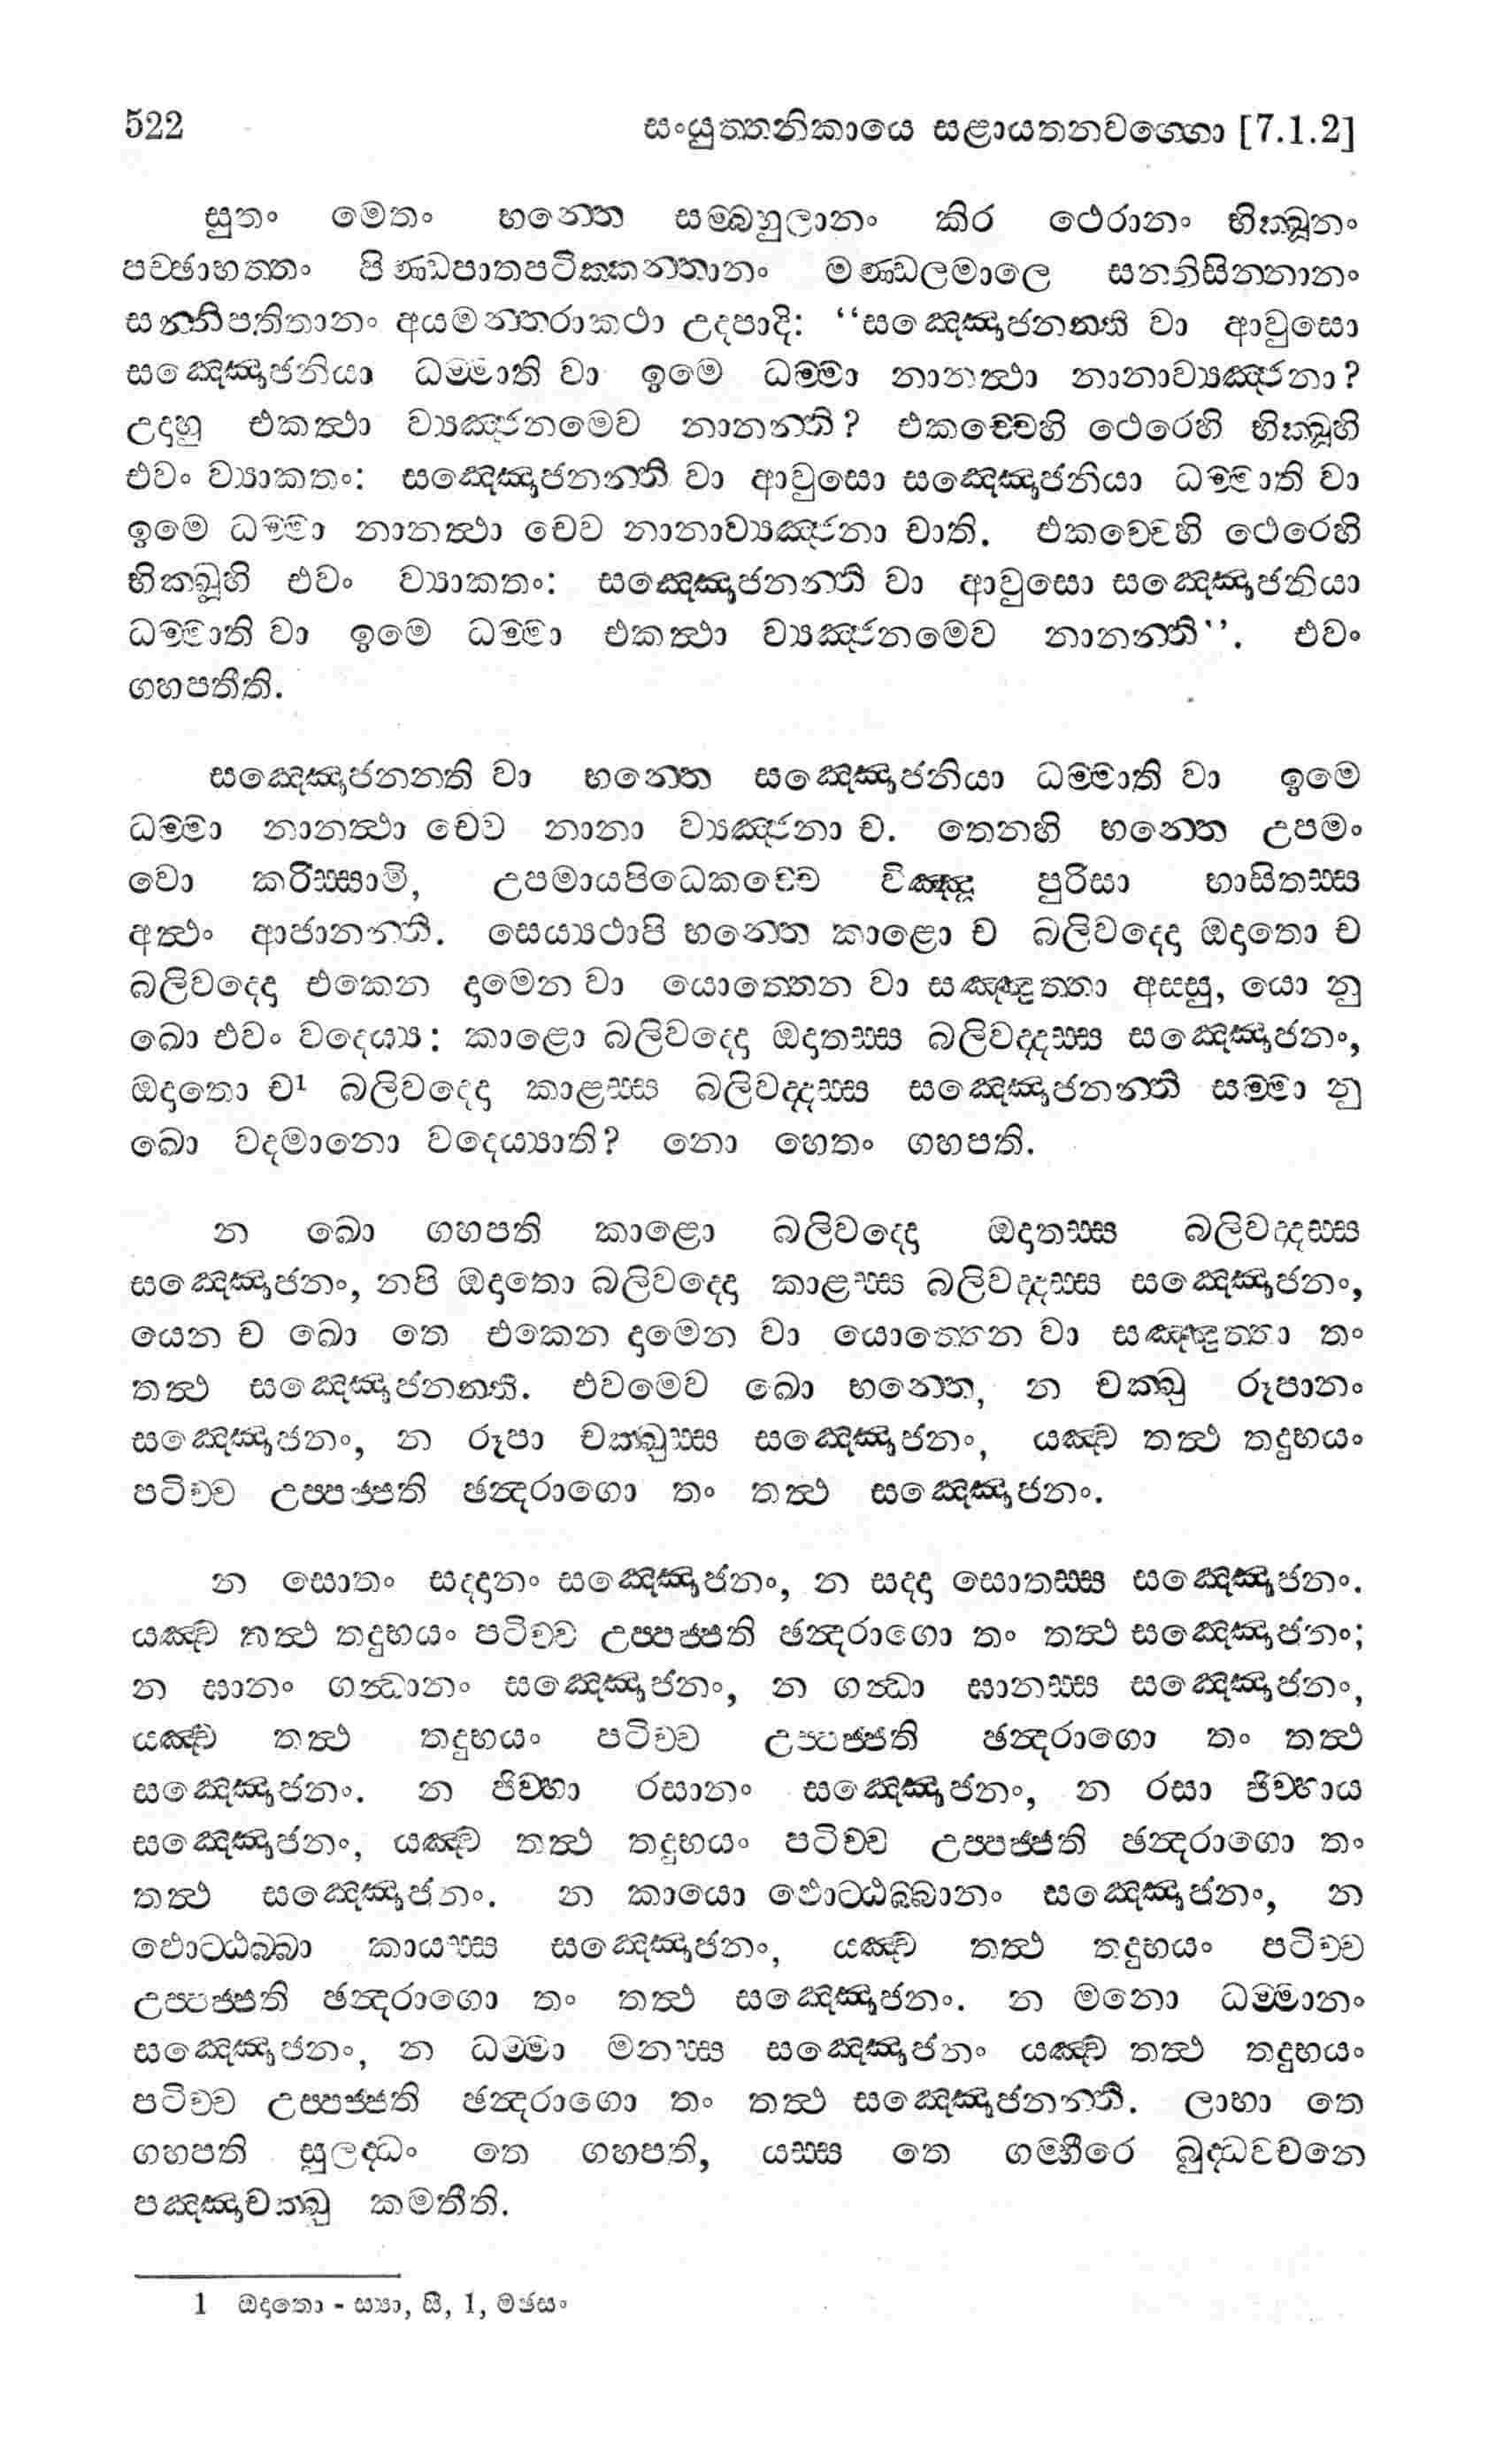 522 සංයුත්තනිකායෙ සළායතනවග්ගො [7.1.2]
සුතං මෙතං භන්තෙ සම්බහුලානං කිර ථෙරානං භික්ඛූනං
පච්ඡාභත්තං පිණ්ඩපාතපටික්කන්තානං මණ්ඩලමාලෙ සන්නිසින්නානං
සන්නිපතිතානං අයමන්තරාකථා උදපාදි: “සඤ්ඤොජනන්ති වා ආවුසො
සඤ්ඤොජනියා ධම්මාති වා ඉමෙ ධම්මා නානත්ථා නානාව්‍යඤ්ජනා?
උදාහු එකත්ථා ව්‍යඤ්ජනමෙව නානන්ති? එකච්චෙහි ථෙරෙහි භික්ඛූහි
එවං ව්‍යාකතං: සඤ්ඤොජනන්ති වා ආවුසො සඤ්ඤොජනියා ධම්මාති වා
ඉමෙ ධම්මා නානත්ථා චෙව නානාව්‍යඤ්ජනා චාති. එකච්චෙහි ථෙරෙහි
භික්ඛූහි එවං ව්‍යාකතං: සඤ්ඤොජනන්ති වා ආවුසො සඤ්ඤොජනියා
ධම්මාති වා ඉමෙ ධම්මා එකත්ථා ව්‍යඤ්ජනමෙව නානන්ති”. එවං
ගහපතීති.
සඤ්ඤොජනනති වා භන්තෙ සඤ්ඤොජනියා ධම්මාති වා ඉමෙ
ධම්මා නානත්ථා චෙව නානා ව්‍යඤ්ජනා ච. තෙනහි භන්තෙ උපමං
වො කරිස්සාමි, උපමායපිධෙකච්චෙ විඤ්ඤූ පුරිසා භාසිතස්ස
අත්ථං ආජානන්ති. සෙය්‍යථාපි භන්තෙ කාළො ච බලිවද්දො ඔදාතො ච
බලිවද්දො එකෙන දාමෙන වා යොත්තෙන වා සඤ්ඤුත්තා අස්සු, යො නු
ඛො එවං වදෙය්‍ය: කාළො බලිවද්දො ඔදාතස්ස බලිවද්දස්ස සඤ්ඤොජනං,
ඔදාතො ච¹ බලිවද්දො කාළස්ස බලිවද්දස්ස සඤ්ඤොජනන්ති සම්මා නු
ඛො වදමානො වදෙය්‍යාති? නො හෙතං ගහපති.
න ඛො ගහපති කාළො බලිවද්දො ඔදාතස්ස බලිවද්දස්ස
සඤ්ඤොජනං, නපි ඔදාතො බලිවද්දො කාළස්ස බලිවද්දස්ස සඤ්ඤොජනං,
යෙන ච ඛො තෙ එකෙන දාමෙන වා යොත්තෙන වා සඤ්ඤුත්තා තං
තත්ථ සඤ්ඤොජනන්ති. එවමෙව ඛො භන්තෙ, න චක්ඛු රූපානං
සඤ්ඤොජනං, න රූපා චක්ඛුස්ස සඤ්ඤොජනං, යඤ්ච තත්ථ තදුභයං
පටිච්ච උප්පජ්ජති ඡන්දරාගො තං තත්ථ සඤ්ඤොජනං.
න සොතං සද්දානං සඤ්ඤොජනං, න සද්දා සොතස්ස සඤ්ඤොජනං.
යඤ්ච තත්ථ තදුභයං පටිච්ච උප්පජ්ජති ඡන්දරාගො තං තත්ථ සඤ්ඤොජනං;
න ඝානං ගන්ධානං සඤ්ඤොජනං, න ගන්ධා ඝානස්ස සඤ්ඤොජනං,
යඤ්ච තත්ථ තදුභයං පටිච්ච උප්පජ්ජති ඡන්දරාගො තං තත්ථ
සඤ්ඤොජනං. න ජිව්හා රසානං සඤ්ඤොජනං, න රසා ජිව්හාය
සඤ්ඤොජනං, යඤ්ච තත්ථ තදුභයං පටිච්ච උප්පජ්ජති ඡන්දරාගො තං
තත්ථ සඤ්ඤොජනං. න කායො ඵොට්ඨබ්බානං සඤ්ඤොජනං, න
ඵොට්ඨබ්බා කායස්ස සඤ්ඤොජනං, යඤ්ච තත්ථ තදුභයං පටිච්ච
උප්පජ්ජති ඡන්දරාගො තං තත්ථ සඤ්ඤොජනං. න මනො ධම්මානං
සඤ්ඤොජනං, න ධම්මා මනස්ස සඤ්ඤොජනං යඤ්ච තත්ථ තදුභයං
පටිච්ච උප්පජ්ජති ඡන්දරාගො තං තත්ථ සඤ්ඤොජනන්ති. ලාභා තෙ
ගහපති සුලද්ධං තෙ ගහපති, යස්ස තෙ ගම්භීරෙ බුද්ධවචනෙ
පඤ්ඤාචක්ඛු කමතීති.
1 ඔදාතො - ස්‍යා, සී, 1, මඡසං